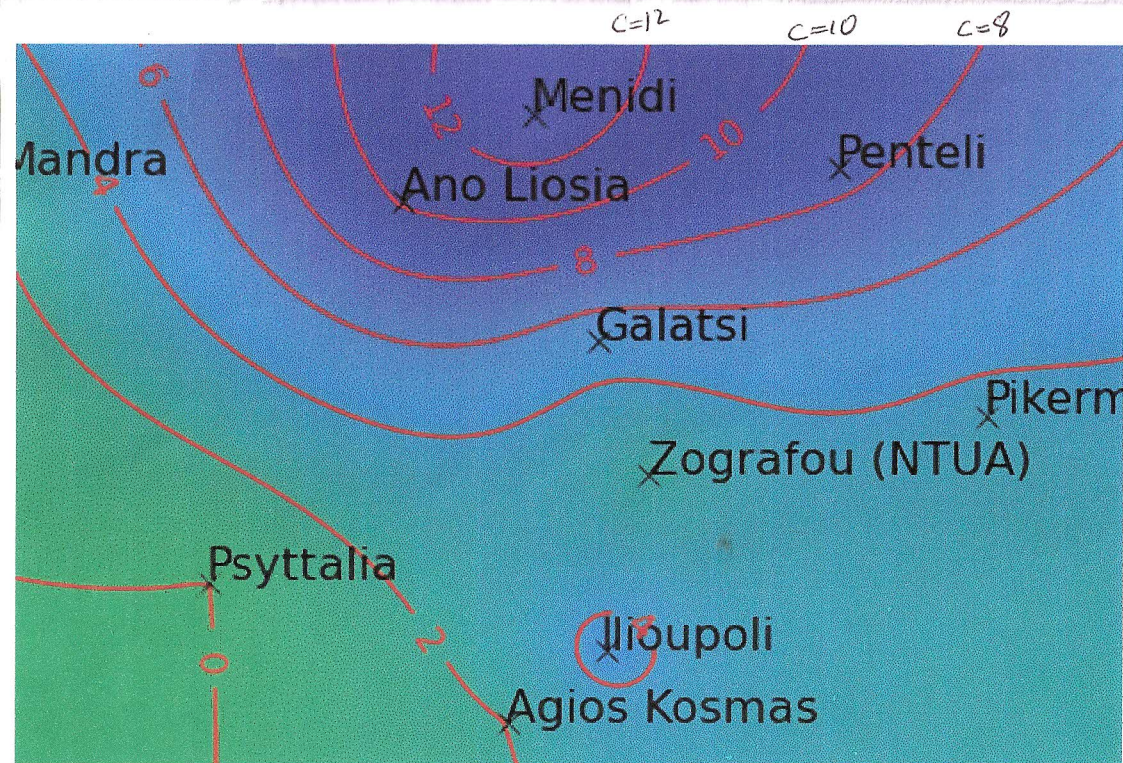 C=12 C=10 C=8
6
Menidi
12
10
Mandra
Penteli
4
Ano Liosia
8
Galatsi
Pikerm
Zografou (NTUA)
Psyttalia
2
4
Ilioupoli
0
Agios Kosmas